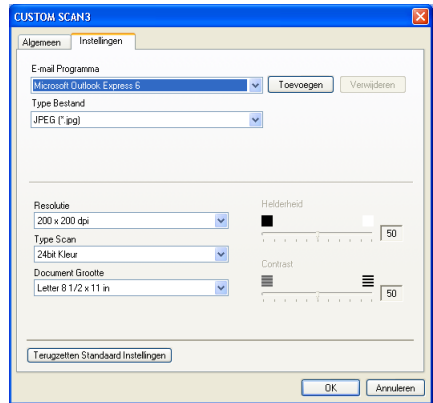 CUSTOM SCAN3
Algemeen Instellingen
E-mail Programma
Microsoft Outlook Express 6 Toevoegen Verwijderen
Type Bestand
JPEG (*.jpg)
Resolutie Helderheid
200 x 200 dpi 50
Type Scan
24bit Kleur Contrast
Document Grootte
Letter 8 1/2 x 11 in 50
Terugzetten Standaard Instellingen
OK Annuleren